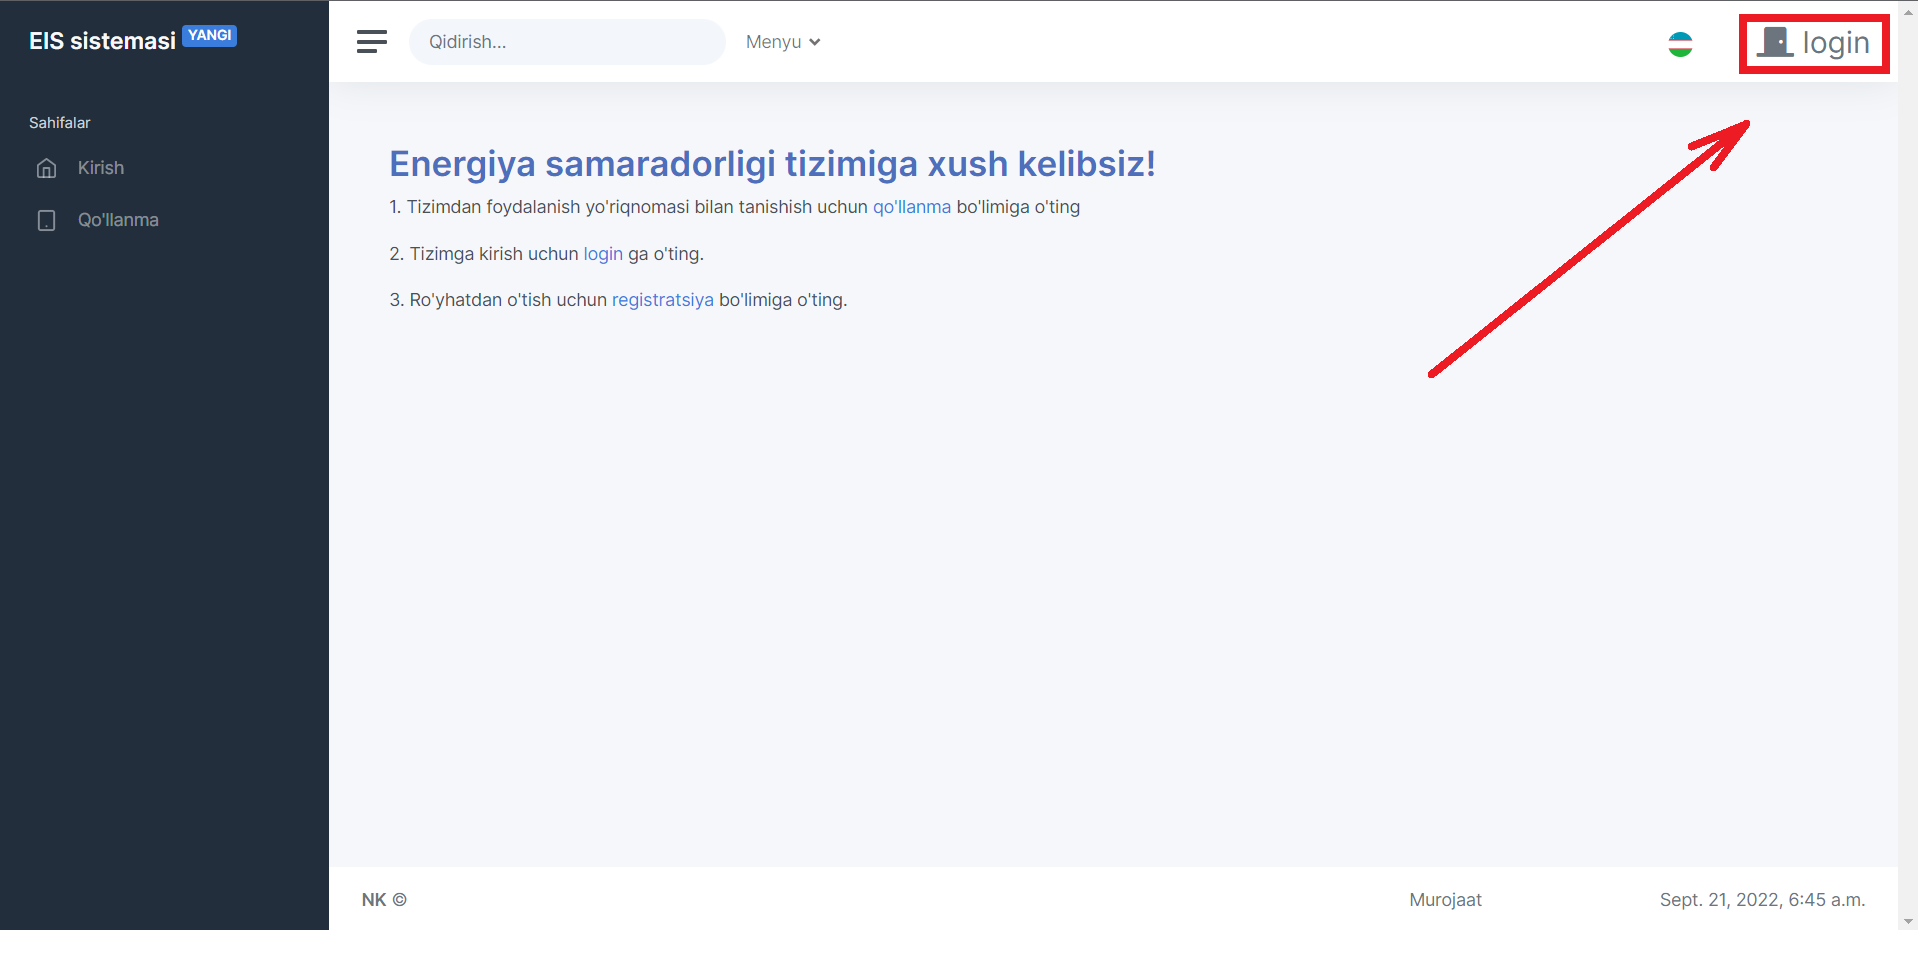 EIS sistemasi YANGI
Sahifalar
Kirish
Qo'llanma
Qidirish...
Menyu
login
Energiya samaradorligi tizimiga xush kelibsiz!
1. Tizimdan foydalanish yo'riqnomasi bilan tanishish uchun qo'llanma bo'limiga o'ting
2. Tizimga kirish uchun login ga o'ting.
3. Ro'yhatdan o'tish uchun registratsiya bo'limiga o'ting.
NK ©
Murojaat
Sept. 21, 2022, 6:45 a.m.